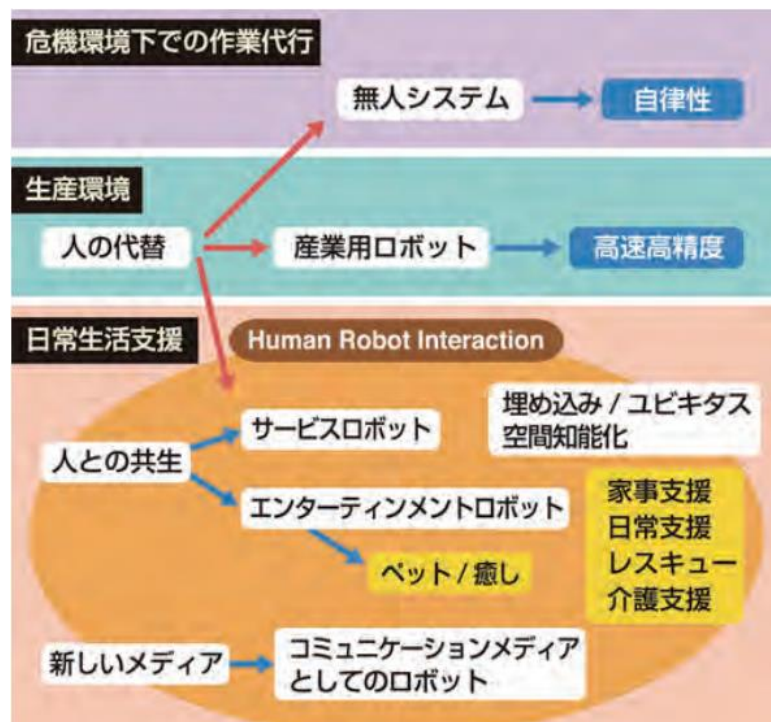 危機環境下での作業代行
無人システム
自律性
生産環境
人の代替
産業用ロボット
高速高精度
日常生活支援
Human Robot Interaction
サービスロボット
埋め込み / ユビキタス
空間知能化
人との共生
エンターティンメントロボット
家事支援
日常支援
レスキュー
介護支援
ペット / 癒し
新しいメディア
コミュニケーションメディア
としてのロボット